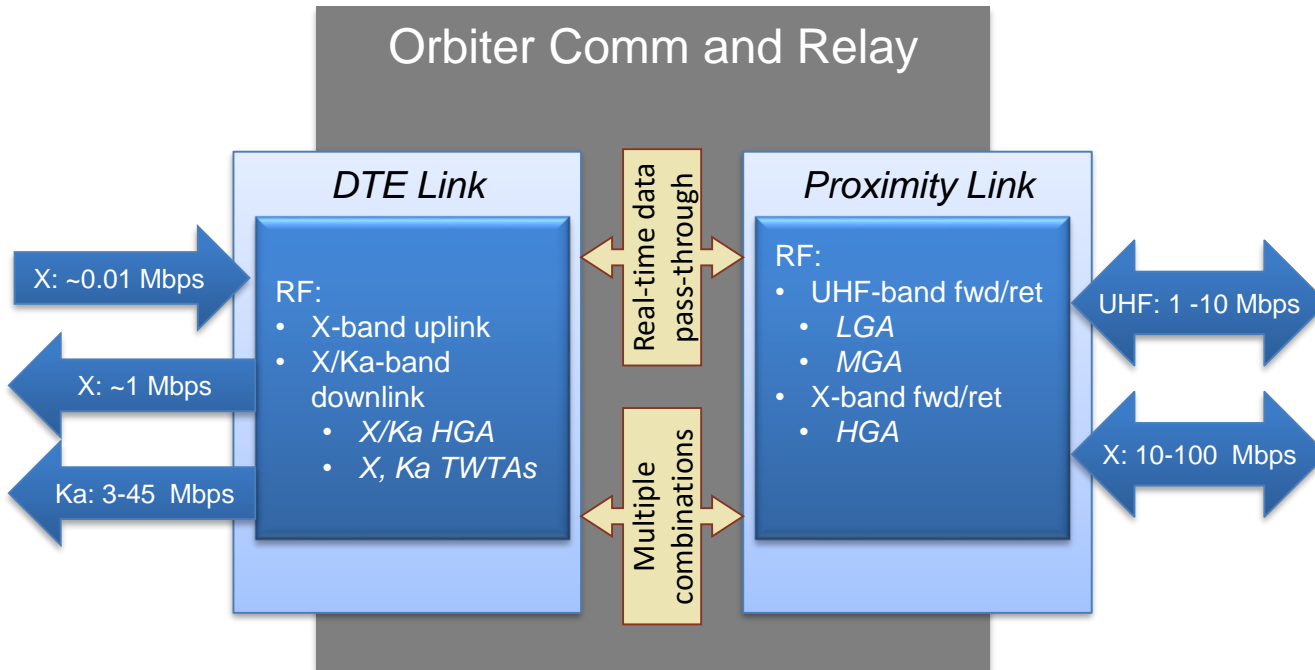 Orbiter Comm and Relay
DTE Link
RF:
• X-band uplink
• X/Ka-band
downlink
• X/Ka HGA
• X, Ka TWTAs
X: ~0.01 Mbps
X: ~1 Mbps
Ka: 3-45  Mbps
Real-time data
pass-through
Multiple
combinations
Proximity Link
RF:
• UHF-band fwd/ret
• LGA
• MGA
• X-band fwd/ret
• HGA
UHF: 1 -10 Mbps
X: 10-100  Mbps